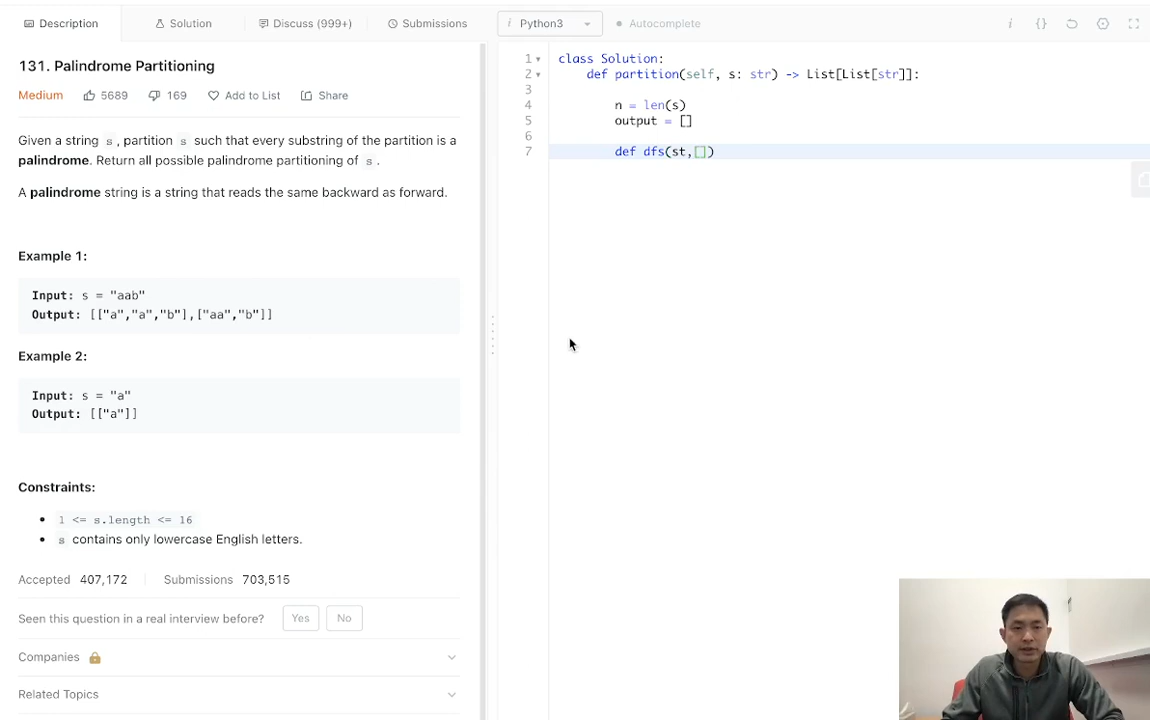 Description
Solution
Discuss (999+)
Submissions
i Python3
Autocomplete
i {}
131. Palindrome Partitioning
Medium 5689 169 Add to List Share
Given a string s, partition s such that every substring of the partition is a
palindrome. Return all possible palindrome partitioning of s.
A palindrome string is a string that reads the same backward as forward.
Example 1:
Input: s = "aab"
Output: [["a","a","b"],["aa","b"]]
Example 2:
Input: s = "a"
Output: [["a"]]
Constraints:
1 <= s.length <= 16
s contains only lowercase English letters.
Accepted 407,172 Submissions 703,515
Seen this question in a real interview before? Yes No
Companies
Related Topics
1 class Solution:
2 def partition(self, s: str) -> List[List[str]]:
3
4 n = len(s)
5 output = []
6
7 def dfs(st,[])